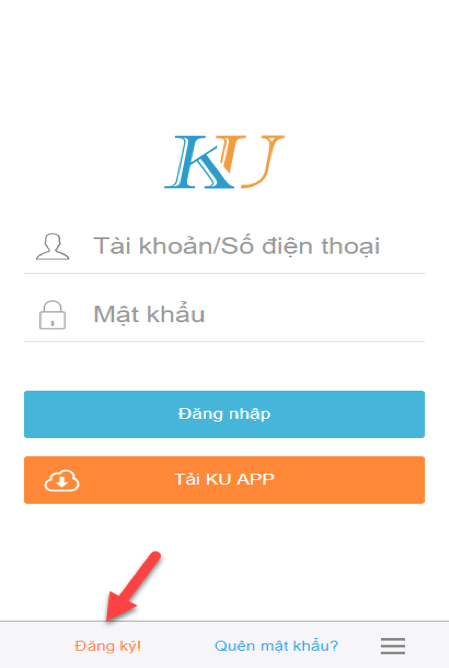 KU
Tài khoản/Số điện thoại
Mật khẩu
Đăng nhập
Tải KU APP
Đăng ký!
Quên mật khẩu?